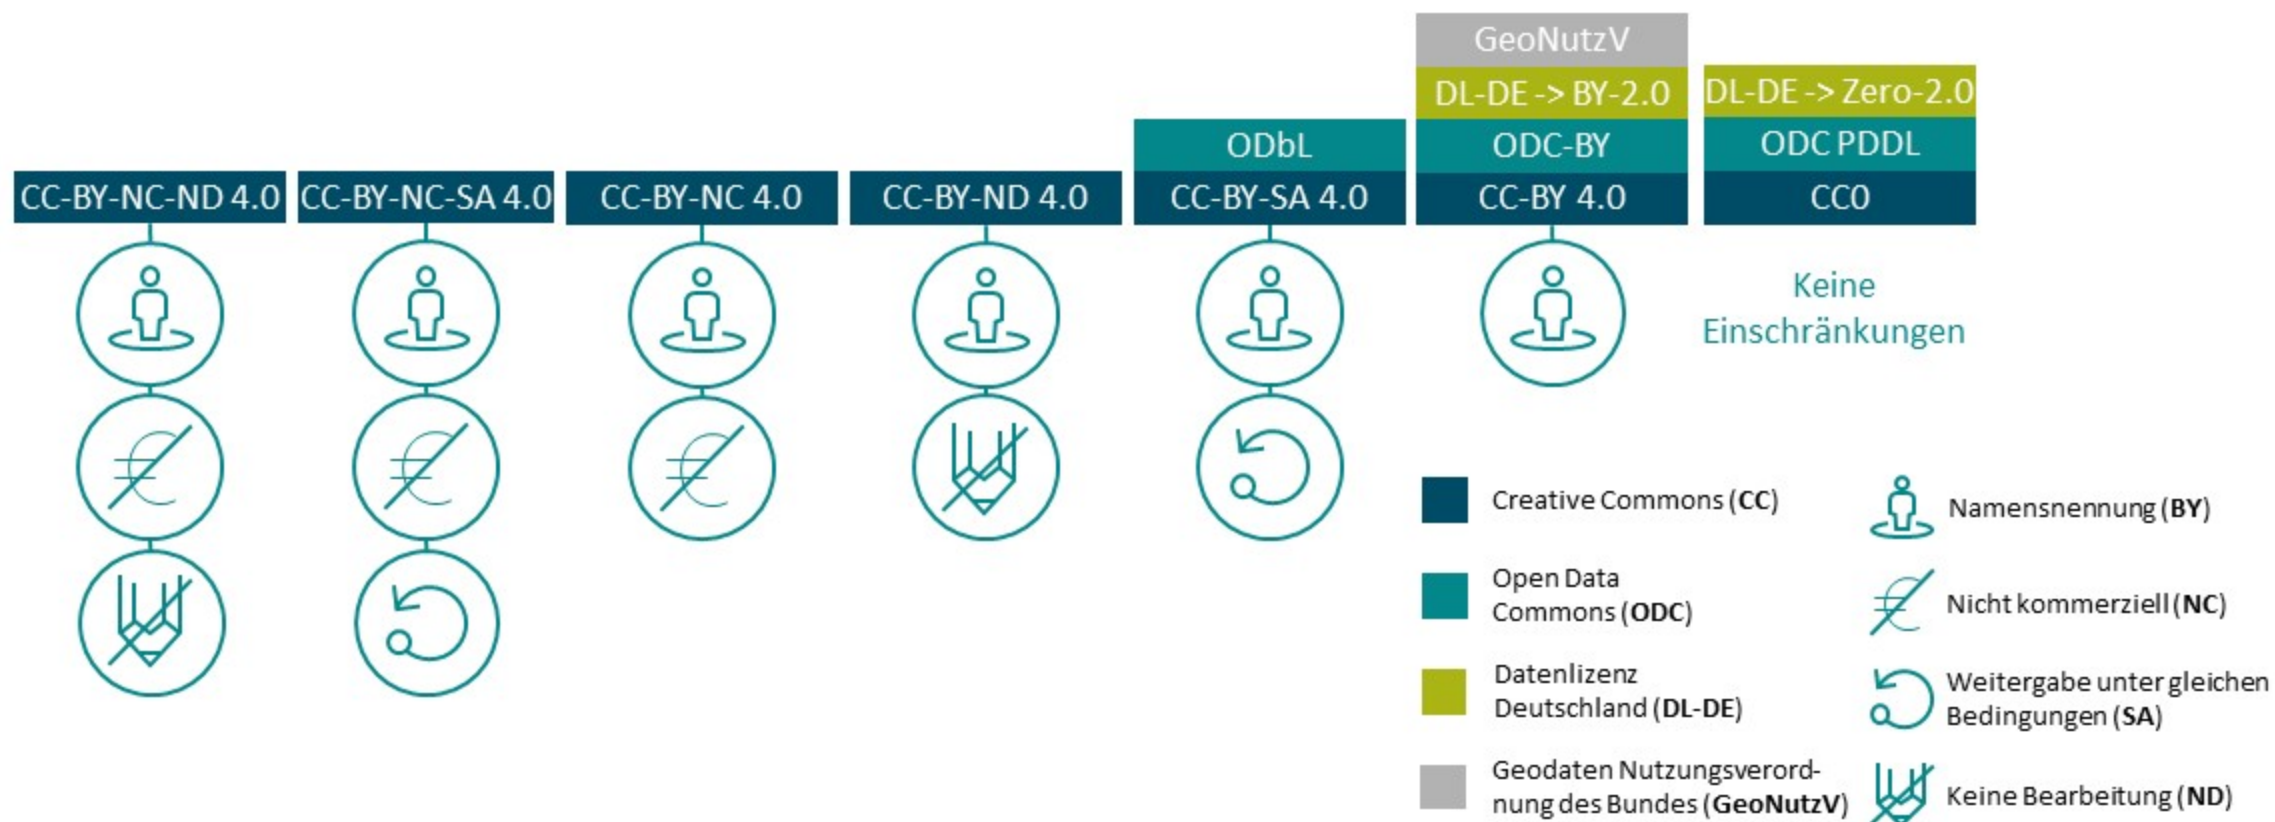 GeoNutzV
DL-DE -> BY-2.0
DL-DE -> Zero-2.0
ODbL
ODC-BY
ODC PDDL
CC-BY-NC-ND 4.0
CC-BY-NC-SA 4.0
CC-BY-NC 4.0
CC-BY-ND 4.0
CC-BY-SA 4.0
CC-BY 4.0
CC0
Keine
Einschränkungen
Creative Commons (CC)
Open Data
Commons (ODC)
Datenlizenz
Deutschland (DL-DE)
Geodaten Nutzungsverord-
nung des Bundes (GeoNutzV)
Namensnennung (BY)
Nicht kommerziell (NC)
Weitergabe unter gleichen
Bedingungen (SA)
Keine Bearbeitung (ND)